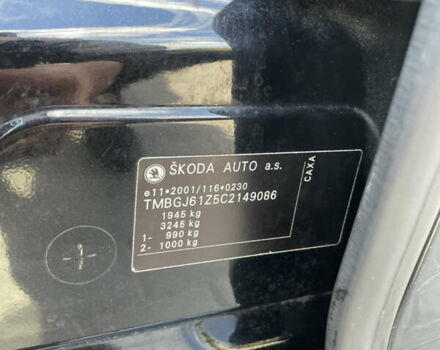 ŠKODA AUTO a.s.
e11*2001/116*0230
TMBGJ61Z5C2149086
1945 kg
3245 kg
1- 990 kg
2- 1000 kg
CAXA